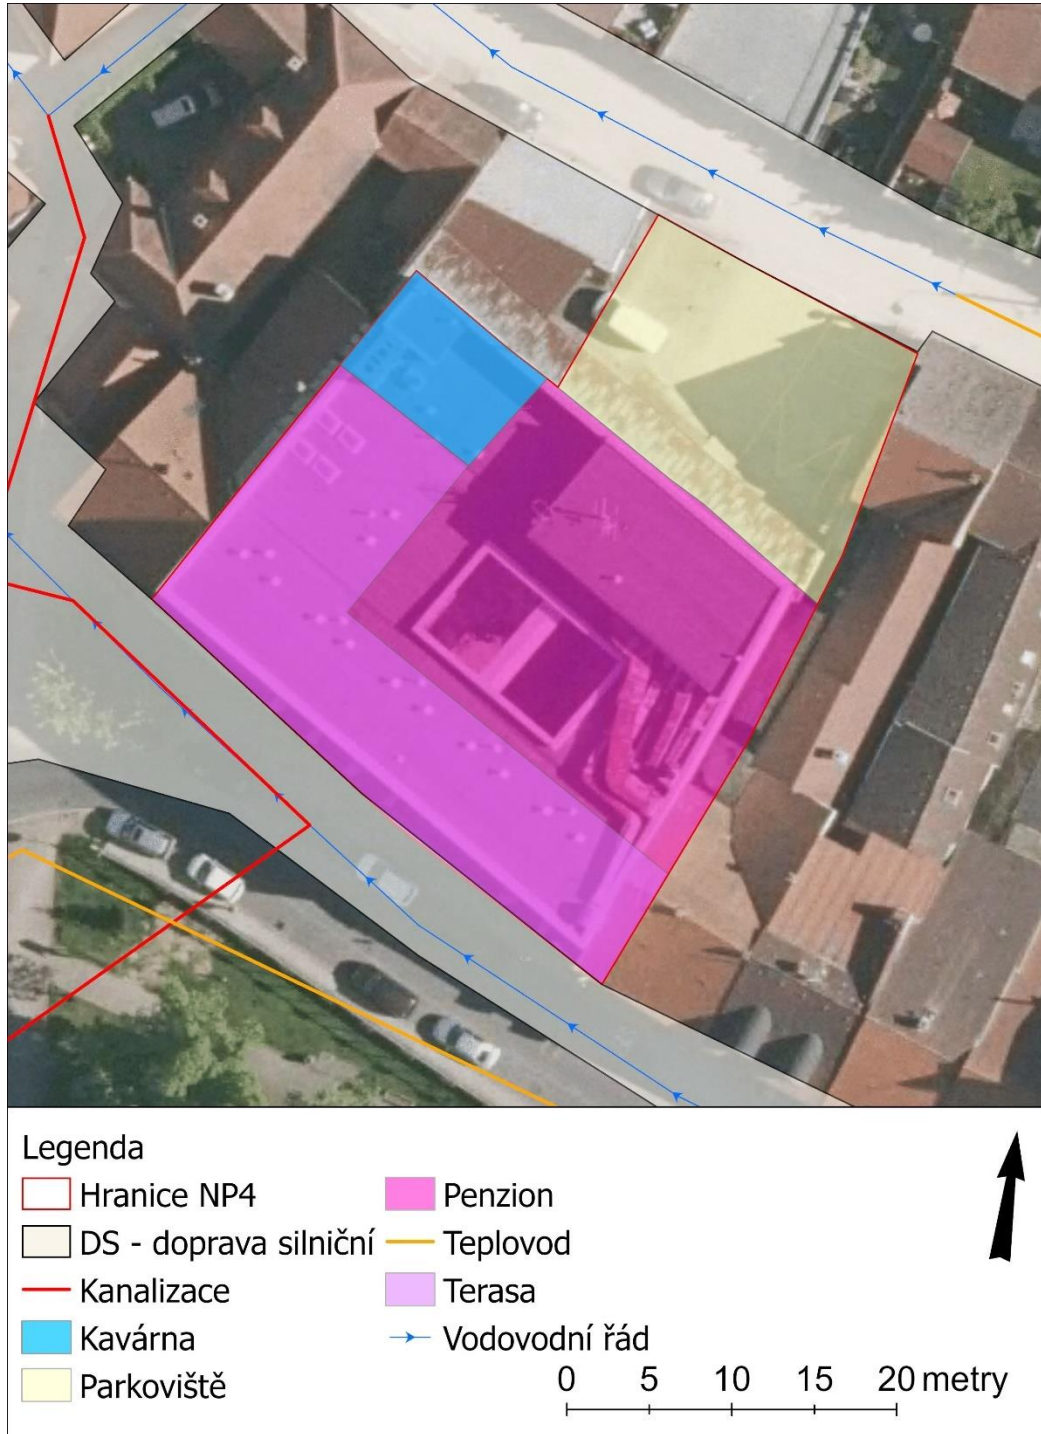 Legenda
Hranice NP4
DS - doprava silniční
Kanalizace
Kavárna
Parkoviště
Penzion
Teplovod
Terasa
Vodovodní řád
0 5 10 15 20 metry